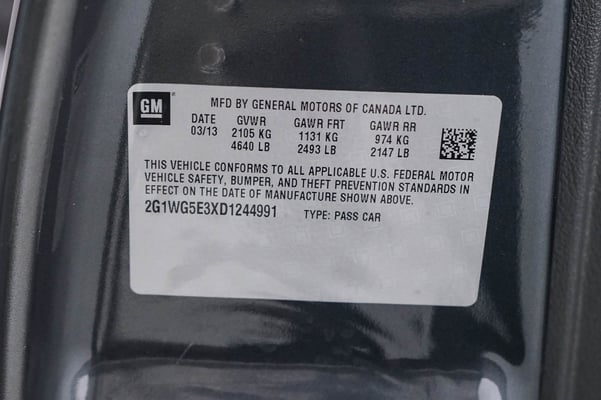 GM
MFD BY GENERAL MOTORS OF CANADA LTD.
DATE GVWR GAWR FRT GAWR RR
03/13 2105 KG 1131 KG 974 KG
4640 LB 2493 LB 2147 LB
THIS VEHICLE CONFORMS TO ALL APPLICABLE U.S. FEDERAL MOTOR
VEHICLE SAFETY, BUMPER, AND THEFT PREVENTION STANDARDS IN
EFFECT ON THE DATE OF MANUFACTURE SHOWN ABOVE.
2G1WG5E3XD1244991 TYPE: PASS CAR